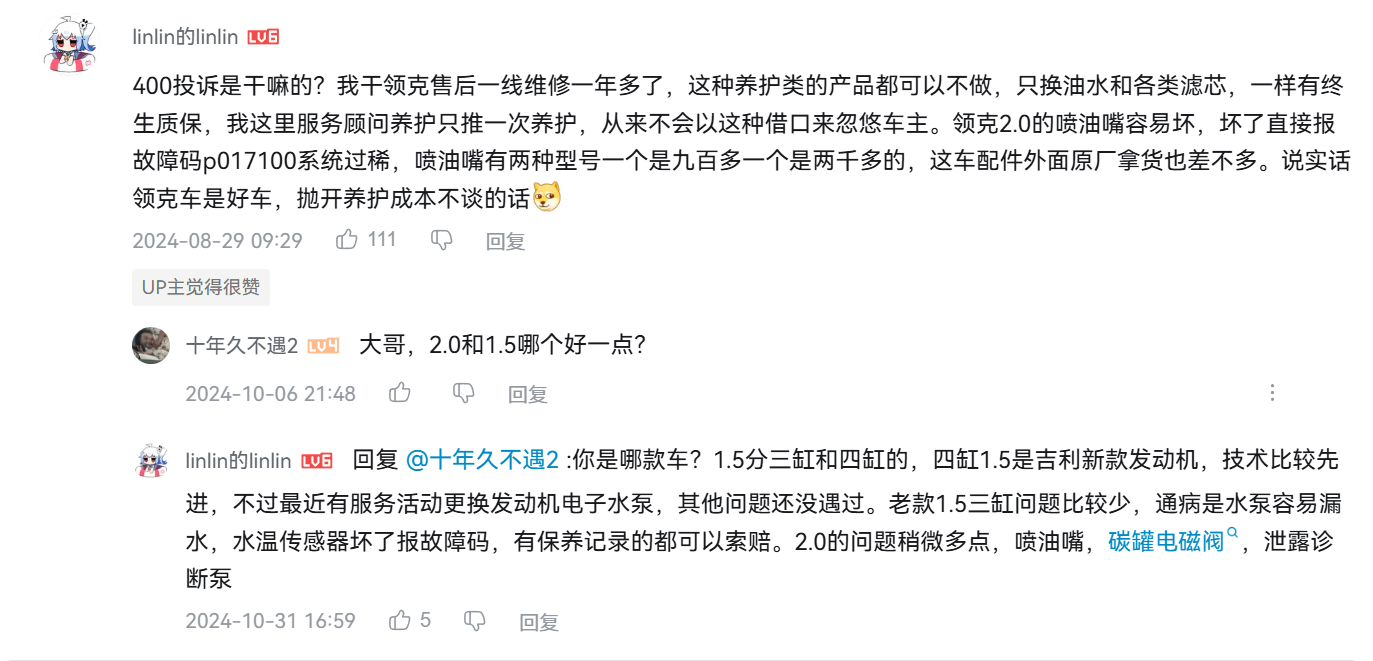 linlin的linlin LV6
400投诉是干嘛的？我干领克售后一线维修一年多了，这种养护类的产品都可以不做，只换油水和各类滤芯，一样有终
生质保，我这里服务顾问养护只推一次养护，从来不会以这种借口来忽悠车主。领克2.0的喷油嘴容易坏，坏了直接报
故障码p017100系统过稀，喷油嘴有两种型号一个是九百多一个是两千多的，这车配件外面原厂拿货也差不多。说实话
领克车是好车，抛开养护成本不谈的话
2024-08-29 09:29 111 回复
UP主觉得很赞
十年久不遇2 LV4 大哥，2.0和1.5哪个好一点？
2024-10-06 21:48 回复
linlin的linlin LV6 回复 @十年久不遇2 :你是哪款车？1.5分三缸和四缸的，四缸1.5是吉利新款发动机，技术比较先
进，不过最近有服务活动更换发动机电子水泵，其他问题还没遇过。老款1.5三缸问题比较少，通病是水泵容易漏
水，水温传感器坏了报故障码，有保养记录的都可以索赔。2.0的问题稍微多点，喷油嘴，碳罐电磁阀，泄露诊
断泵
2024-10-31 16:59 5 回复